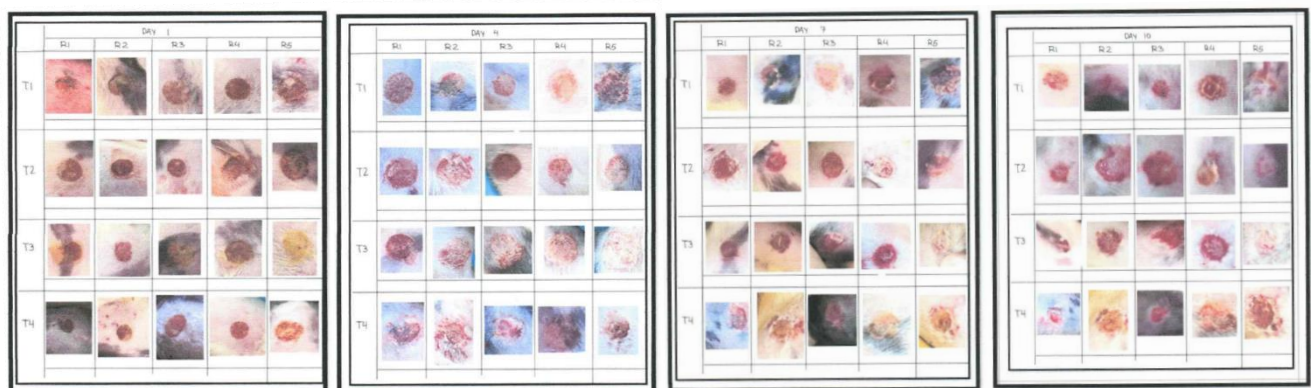 DAY 1
R1 R2 R3 R4 R5
T1
T2
T3
T4
DAY 4
R1 R2 R3 R4 R5
T1
T2
T3
T4
DAY 7
R1 R2 R3 R4 R5
T1
T2
T3
T4
DAY 10
R1 R2 R3 R4 R5
T1
T2
T3
T4